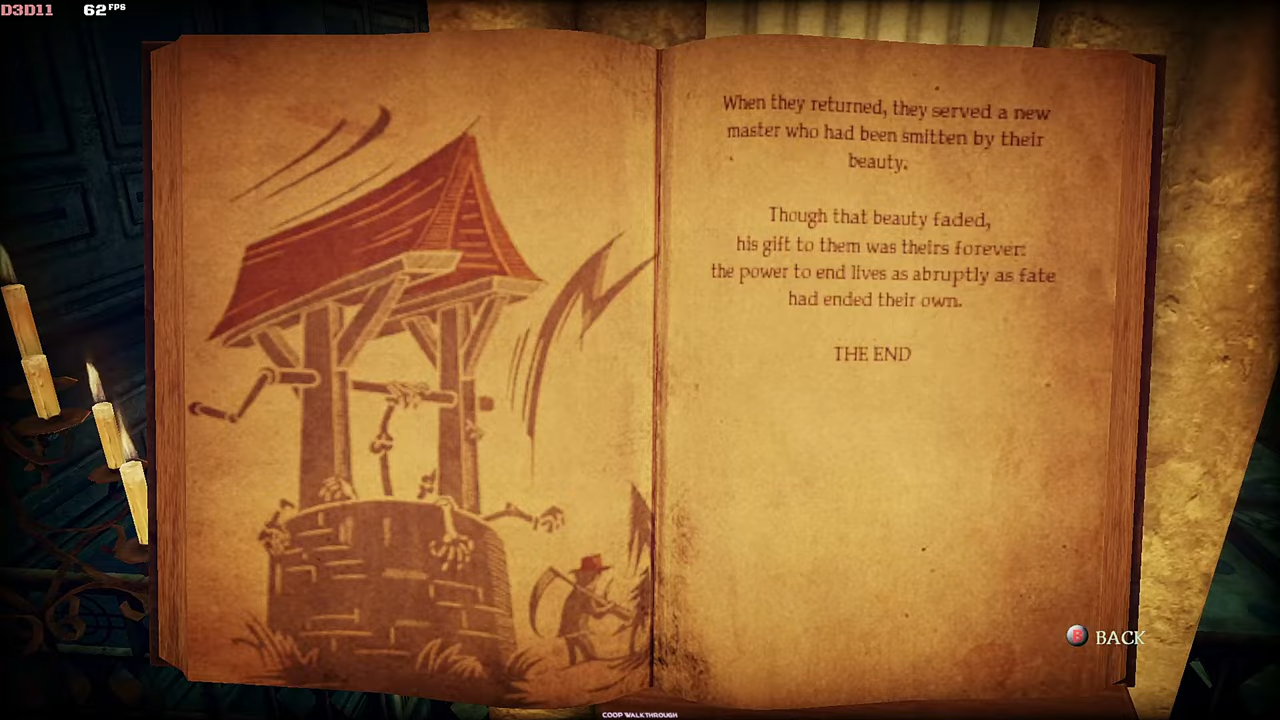 D3D11 62 FPS
When they returned, they served a new
master who had been smitten by their
beauty.
Though that beauty faded,
his gift to them was theirs forever:
the power to end lives as abruptly as fate
had ended their own.
THE END
B BACK
COOP WALKTHROUGH